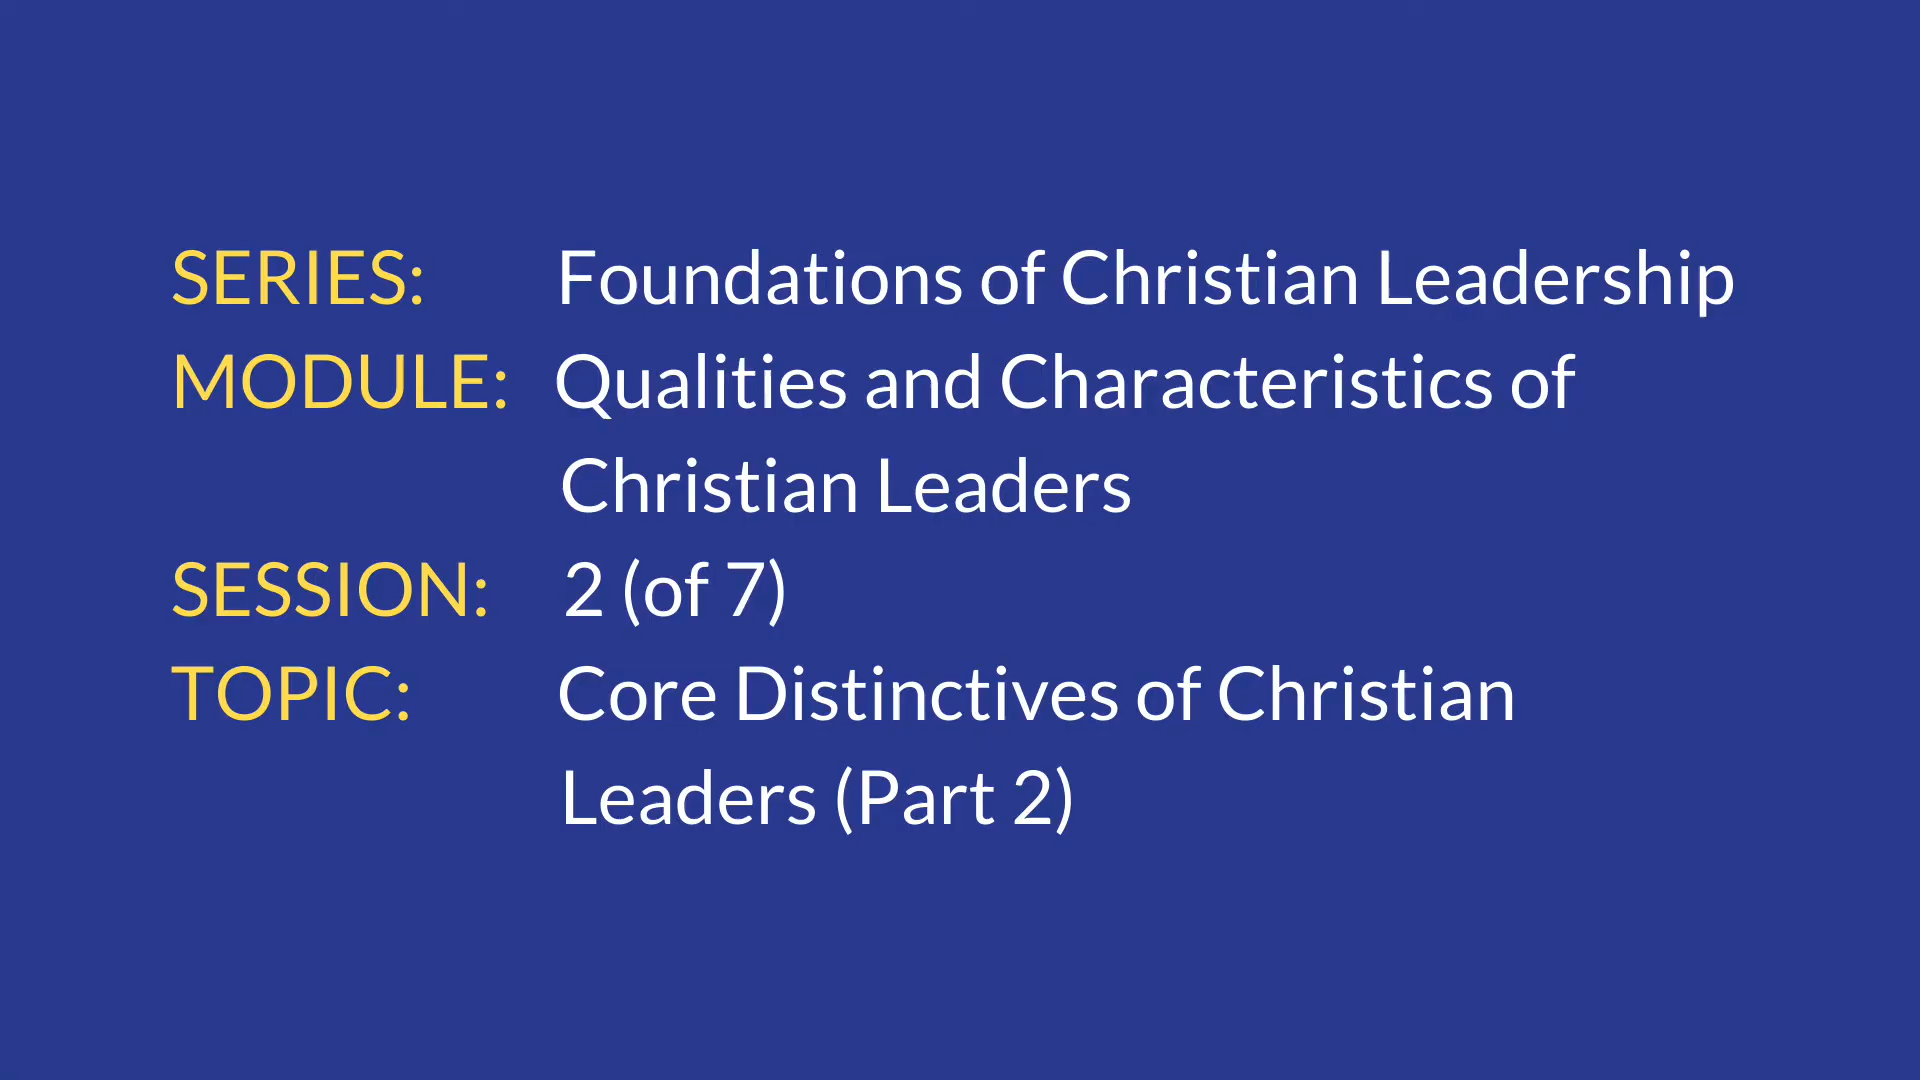 SERIES: Foundations of Christian Leadership
MODULE: Qualities and Characteristics of
Christian Leaders
SESSION: 2 (of 7)
TOPIC: Core Distinctives of Christian
Leaders (Part 2)